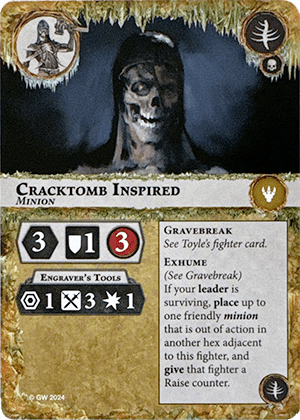 Cracktomb Inspired
Minion
3 1 3
Engraver's Tools
1 3 1
Gravebreak
See Toyle's fighter card.
Exhume
(See Gravebreak)
If your leader is
surviving, place up to
one friendly minion
that is out of action in
another hex adjacent
to this fighter, and
give that fighter a
Raise counter.
© GW 2024